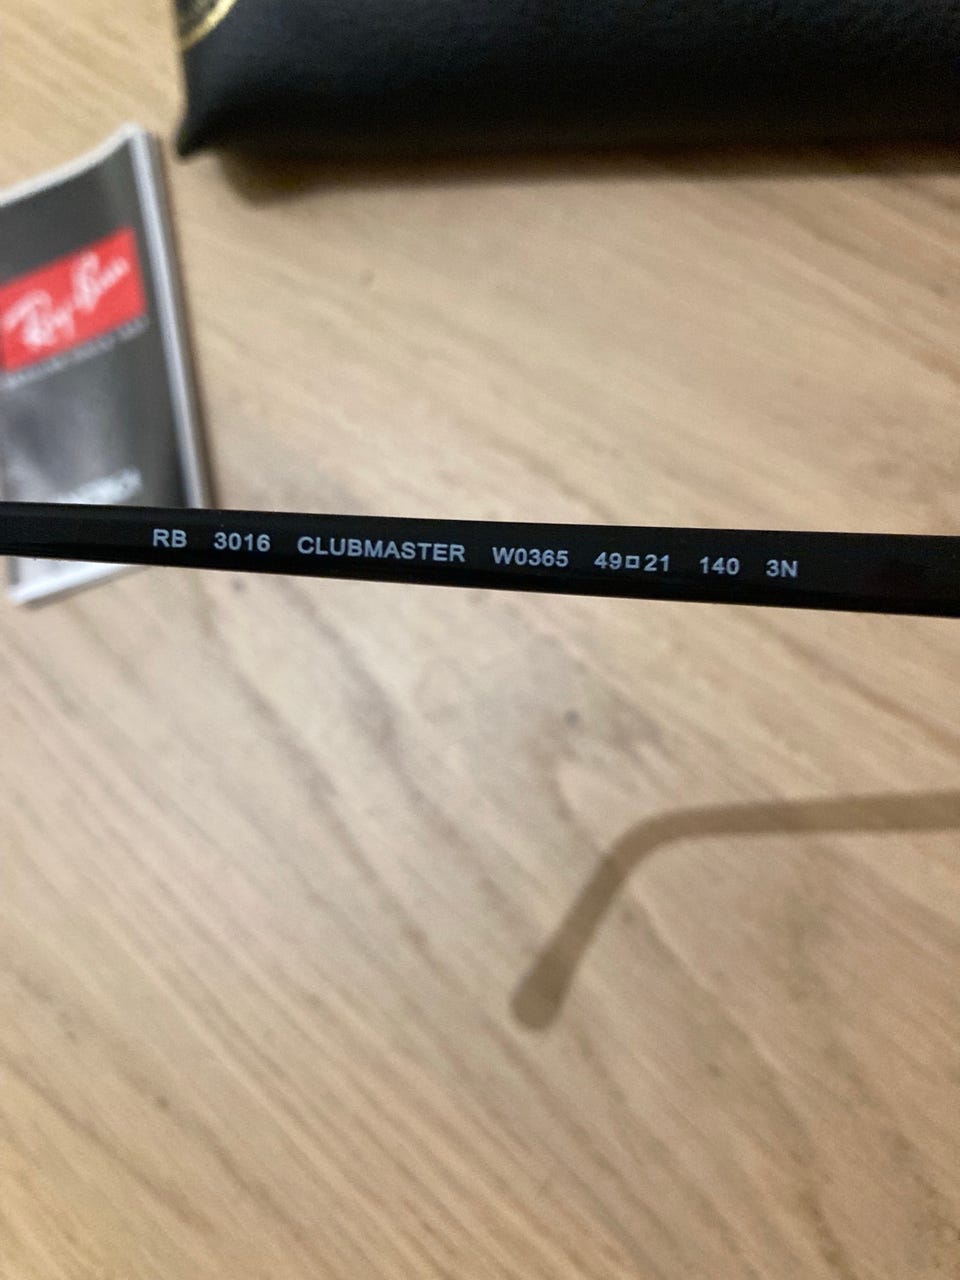 Ray-Ban
RB 3016 CLUBMASTER W0365 49□21 140 3N